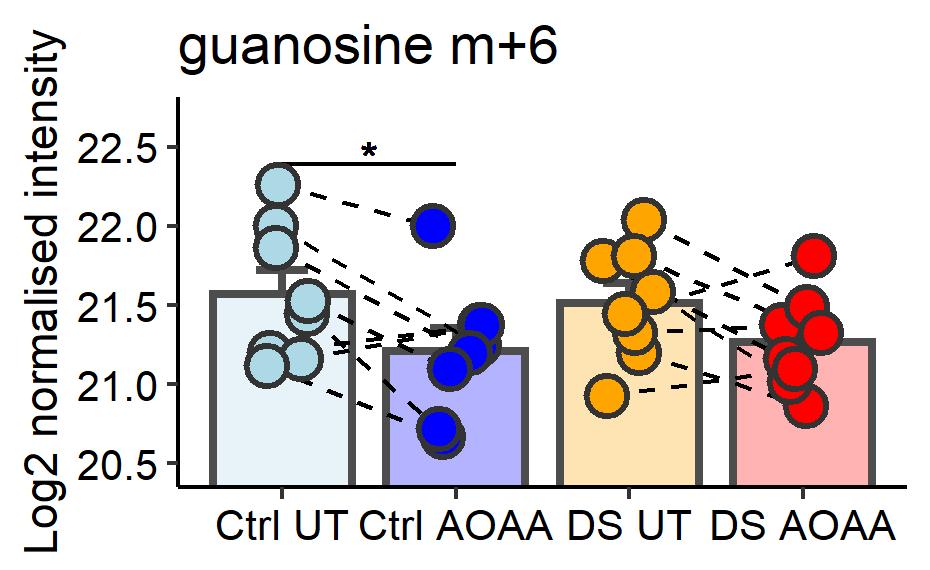 guanosine m+6
Log2 normalised intensity
22.5
22.0
21.5
21.0
20.5
*
Ctrl UT Ctrl AOAA DS UT DS AOAA